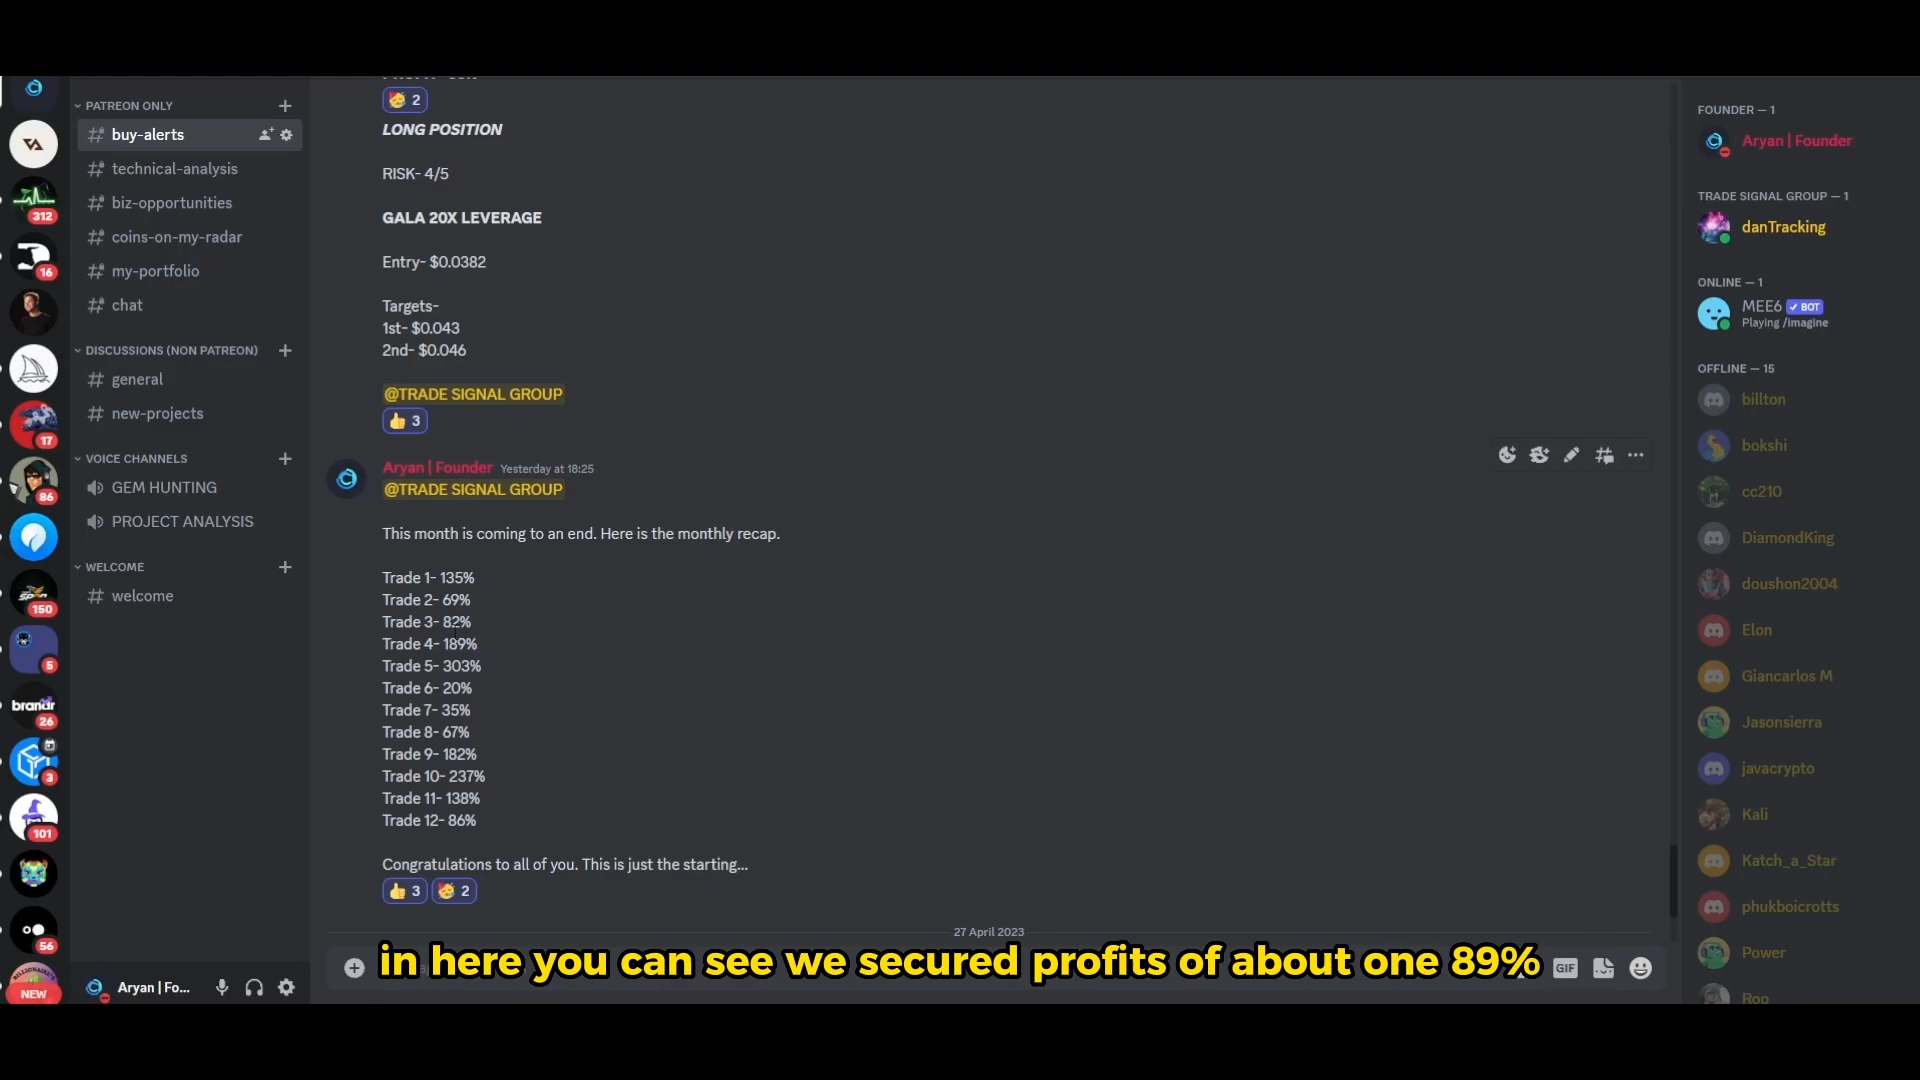 PATREON ONLY
buy-alerts
technical-analysis
biz-opportunities
coins-on-my-radar
my-portfolio
chat
DISCUSSIONS (NON PATREON)
general
new-projects
VOICE CHANNELS
GEM HUNTING
PROJECT ANALYSIS
WELCOME
welcome
312
16
17
86
150
5
brandr
26
3
101
56
NEW
Aryan | Fo...
2
LONG POSITION
RISK- 4/5
GALA 20X LEVERAGE
Entry- $0.0382
Targets-
1st- $0.043
2nd- $0.046
@TRADE SIGNAL GROUP
3
Aryan | Founder Yesterday at 18:25
@TRADE SIGNAL GROUP
This month is coming to an end. Here is the monthly recap.
Trade 1- 135%
Trade 2- 69%
Trade 3- 82%
Trade 4- 189%
Trade 5- 303%
Trade 6- 20%
Trade 7- 35%
Trade 8- 67%
Trade 9- 182%
Trade 10- 237%
Trade 11- 138%
Trade 12- 86%
Congratulations to all of you. This is just the starting...
3 2
27 April 2023
in here you can see we secured profits of about one 89%
GIF
FOUNDER — 1
Aryan | Founder
TRADE SIGNAL GROUP — 1
danTracking
ONLINE — 1
MEE6 BOT
Playing /imagine
OFFLINE — 15
billton
bokshi
cc210
DiamondKing
doushon2004
Elon
Giancarlos M
Jasonsierra
javacrypto
Kali
Katch_a_Star
phukboicrotts
Power
Roo